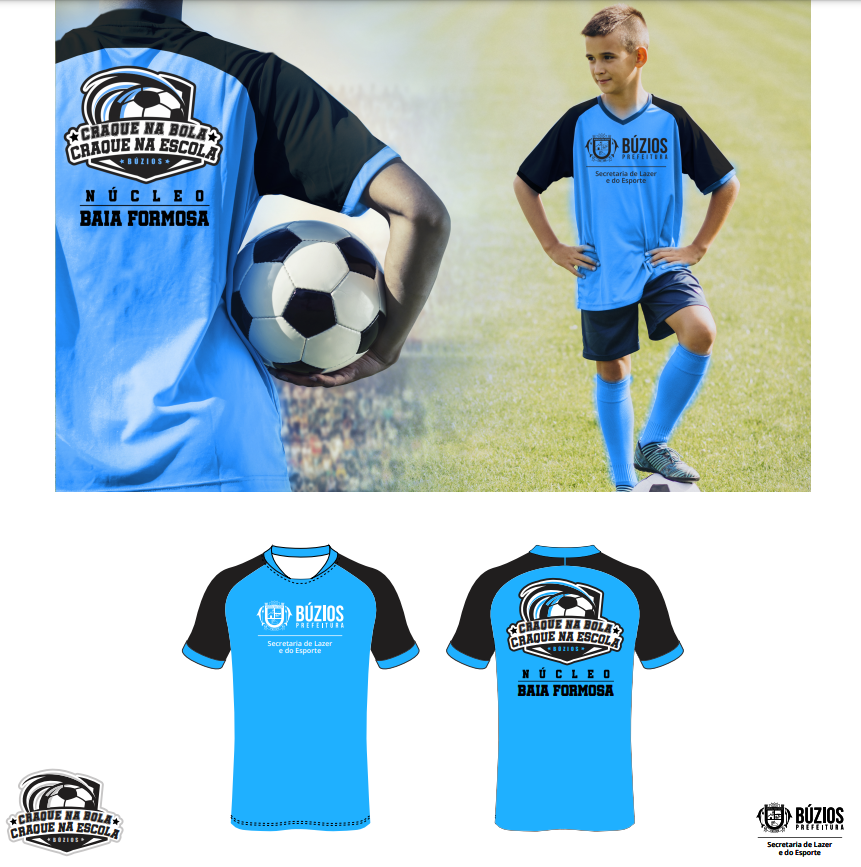 CRAQUE NA BOLA
CRAQUE NA ESCOLA
BÚZIOS
NÚCLEO
BAIA FORMOSA
BÚZIOS
PREFEITURA
Secretaria de Lazer
e do Esporte
BÚZIOS
PREFEITURA
Secretaria de Lazer
e do Esporte
CRAQUE NA BOLA
CRAQUE NA ESCOLA
BÚZIOS
NÚCLEO
BAIA FORMOSA
CRAQUE NA BOLA
CRAQUE NA ESCOLA
BÚZIOS
BÚZIOS
PREFEITURA
Secretaria de Lazer
e do Esporte